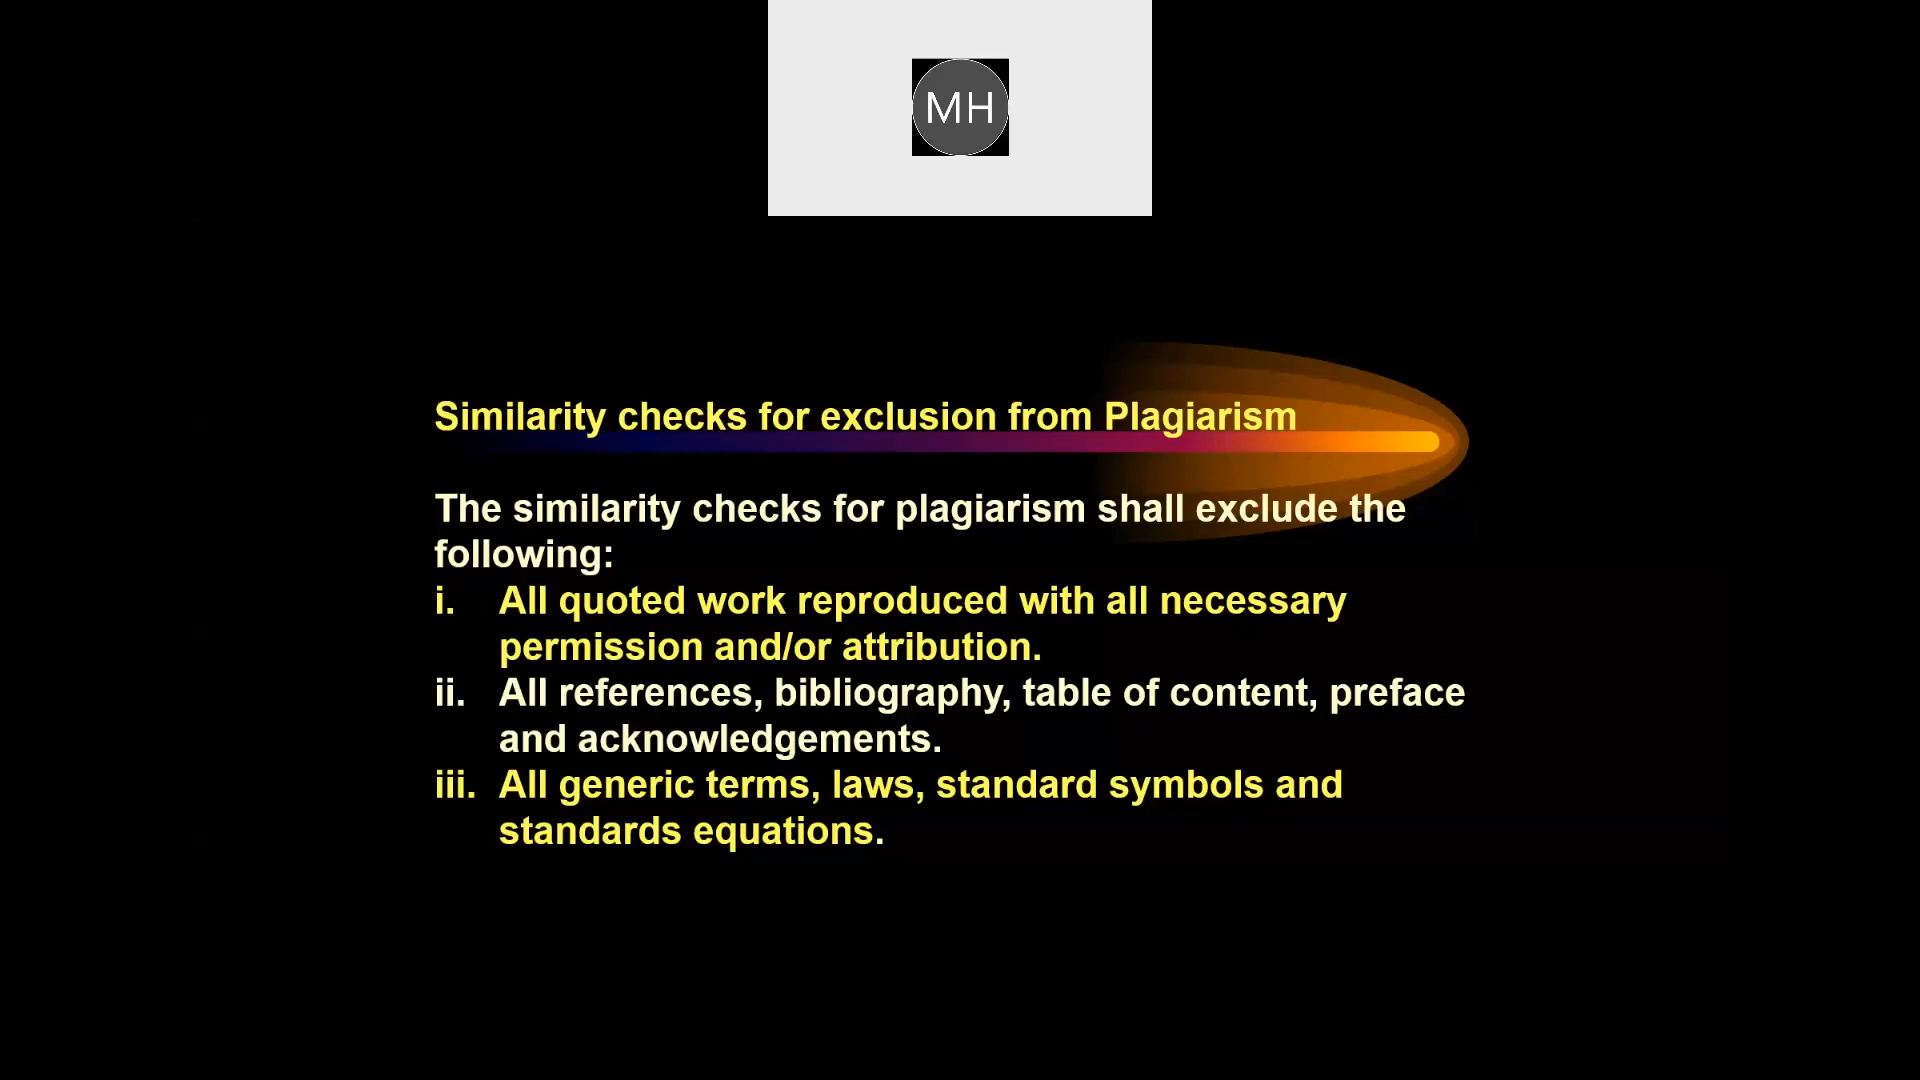 MH
Similarity checks for exclusion from Plagiarism
The similarity checks for plagiarism shall exclude the
following:
i. All quoted work reproduced with all necessary
permission and/or attribution.
ii. All references, bibliography, table of content, preface
and acknowledgements.
iii. All generic terms, laws, standard symbols and
standards equations.